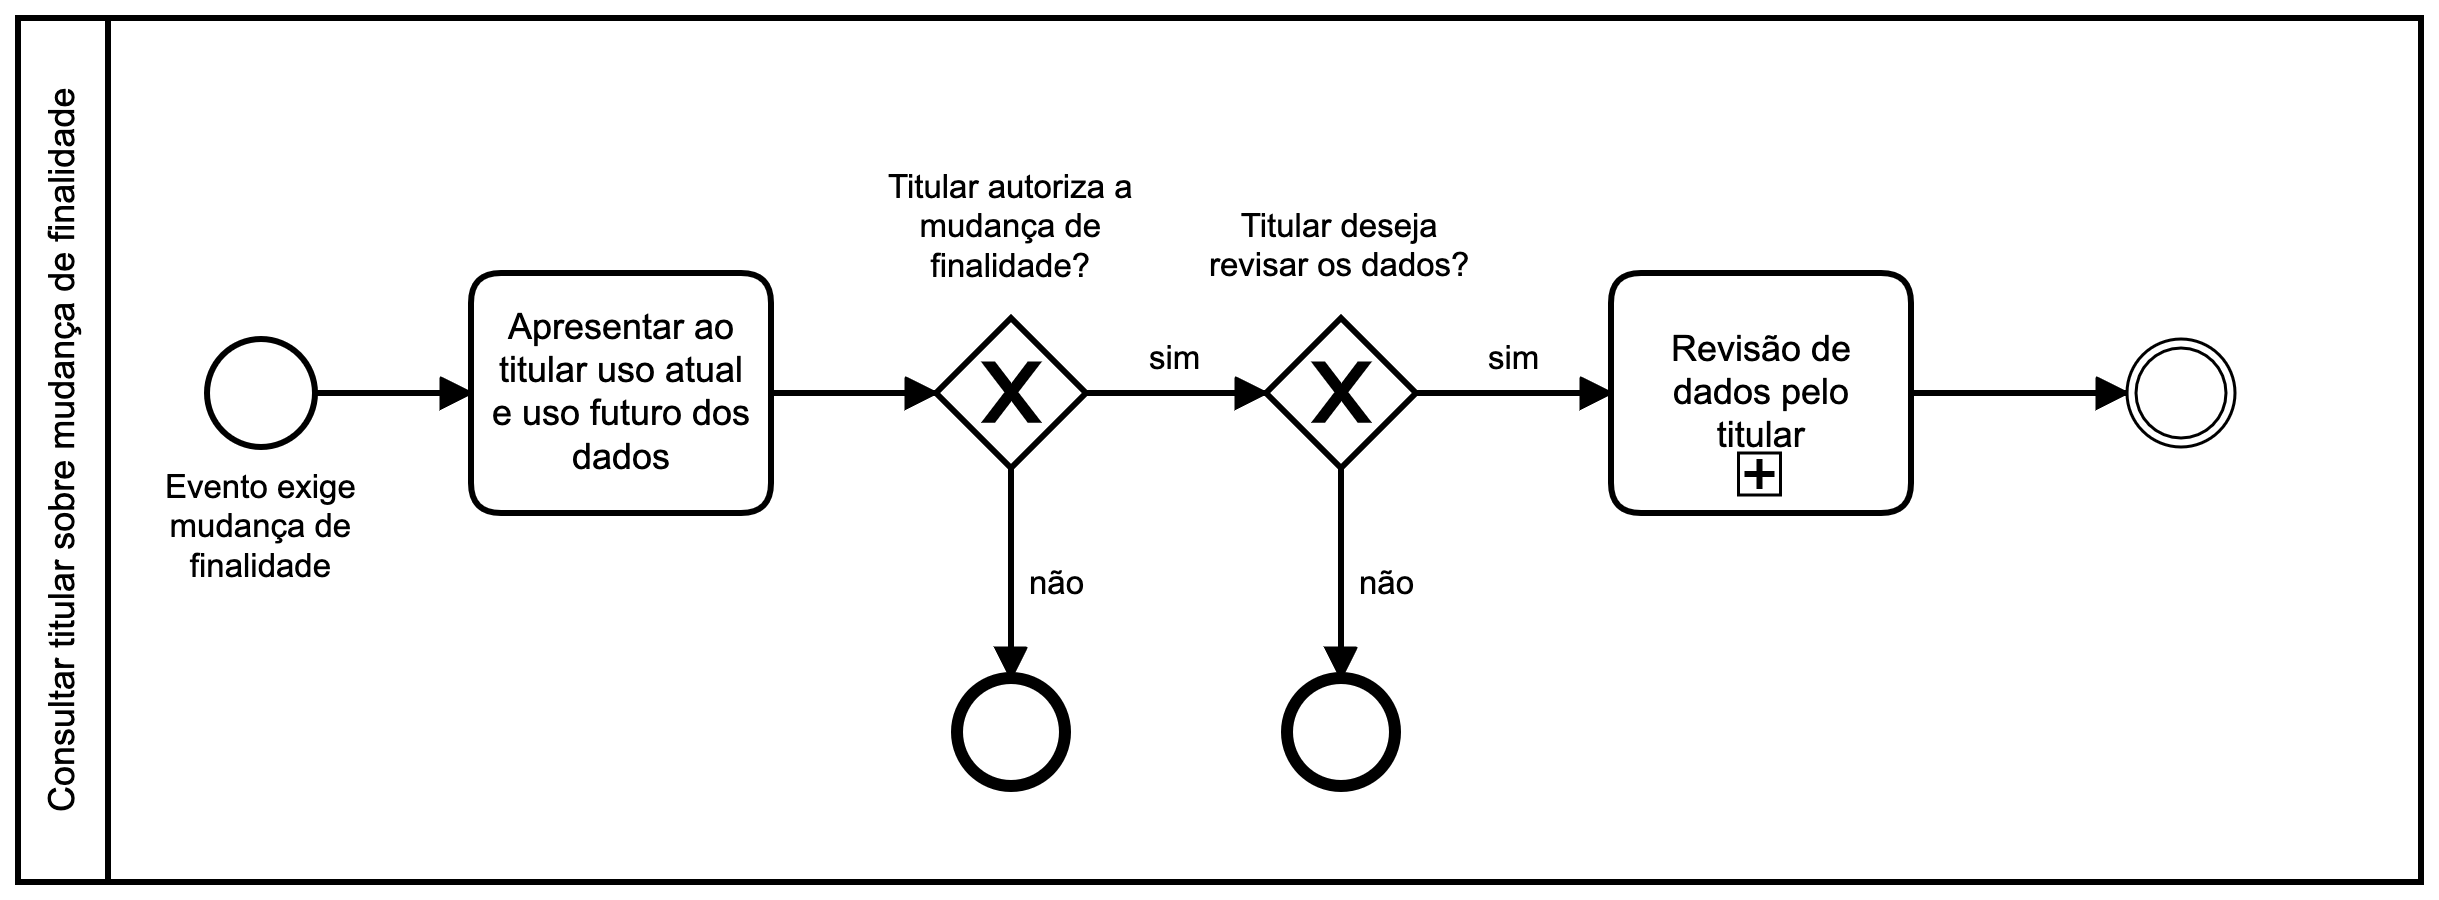 Consultar titular sobre mudança de finalidade
Evento exige
mudança de
finalidade
Apresentar ao
titular uso atual
e uso futuro dos
dados
Titular autoriza a
mudança de
finalidade?
X
sim
não
Titular deseja
revisar os dados?
X
sim
não
Revisão de
dados pelo
titular